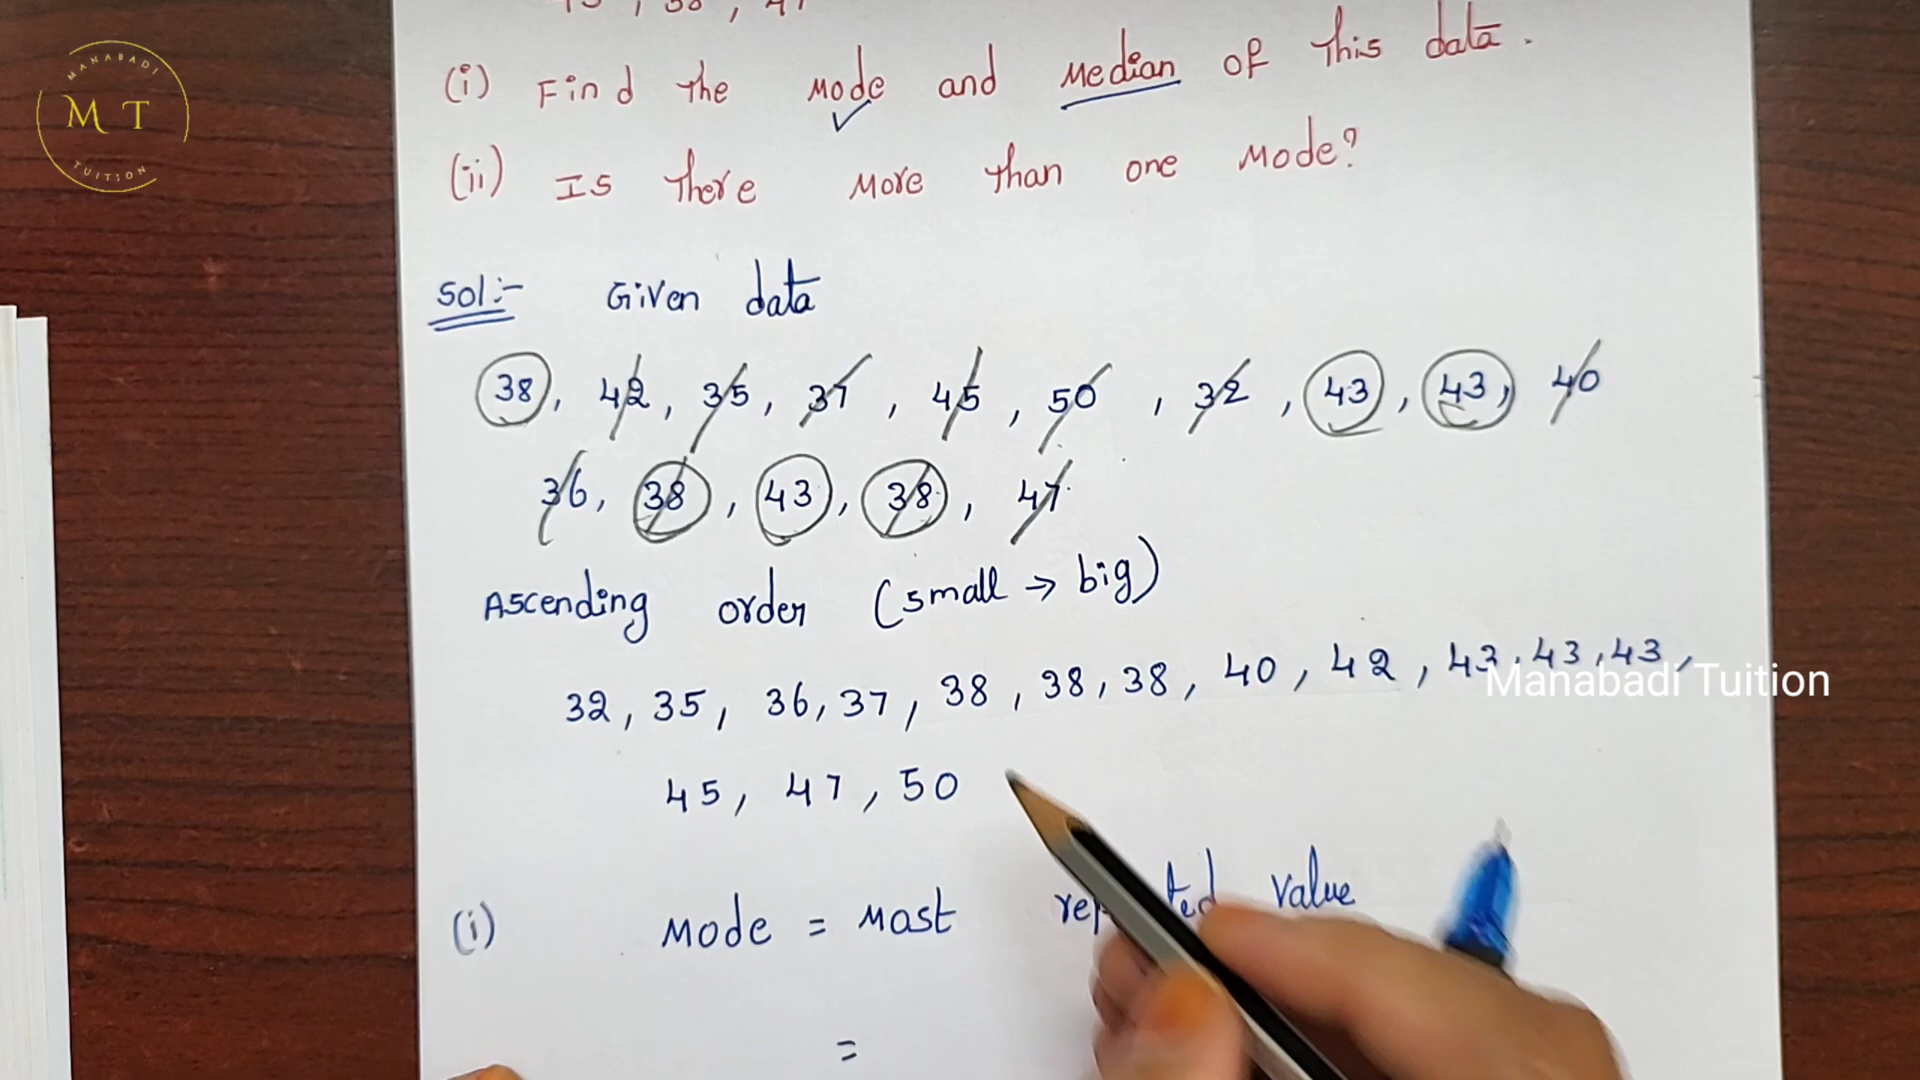 MANABADI
M T
TUITION
(i) Find the Mode and Median of this data.
(ii) Is there More than one Mode?
Sol:- Given data
38, 42, 35, 37, 45, 50, 32, 43, 43, 40
36, 38, 43, 38, 47
Ascending order (small → big)
32, 35, 36, 37, 38, 38, 38, 40, 42, 43, 43, 43,
Manabadi Tuition
45, 47, 50
(i) Mode = Most value
=